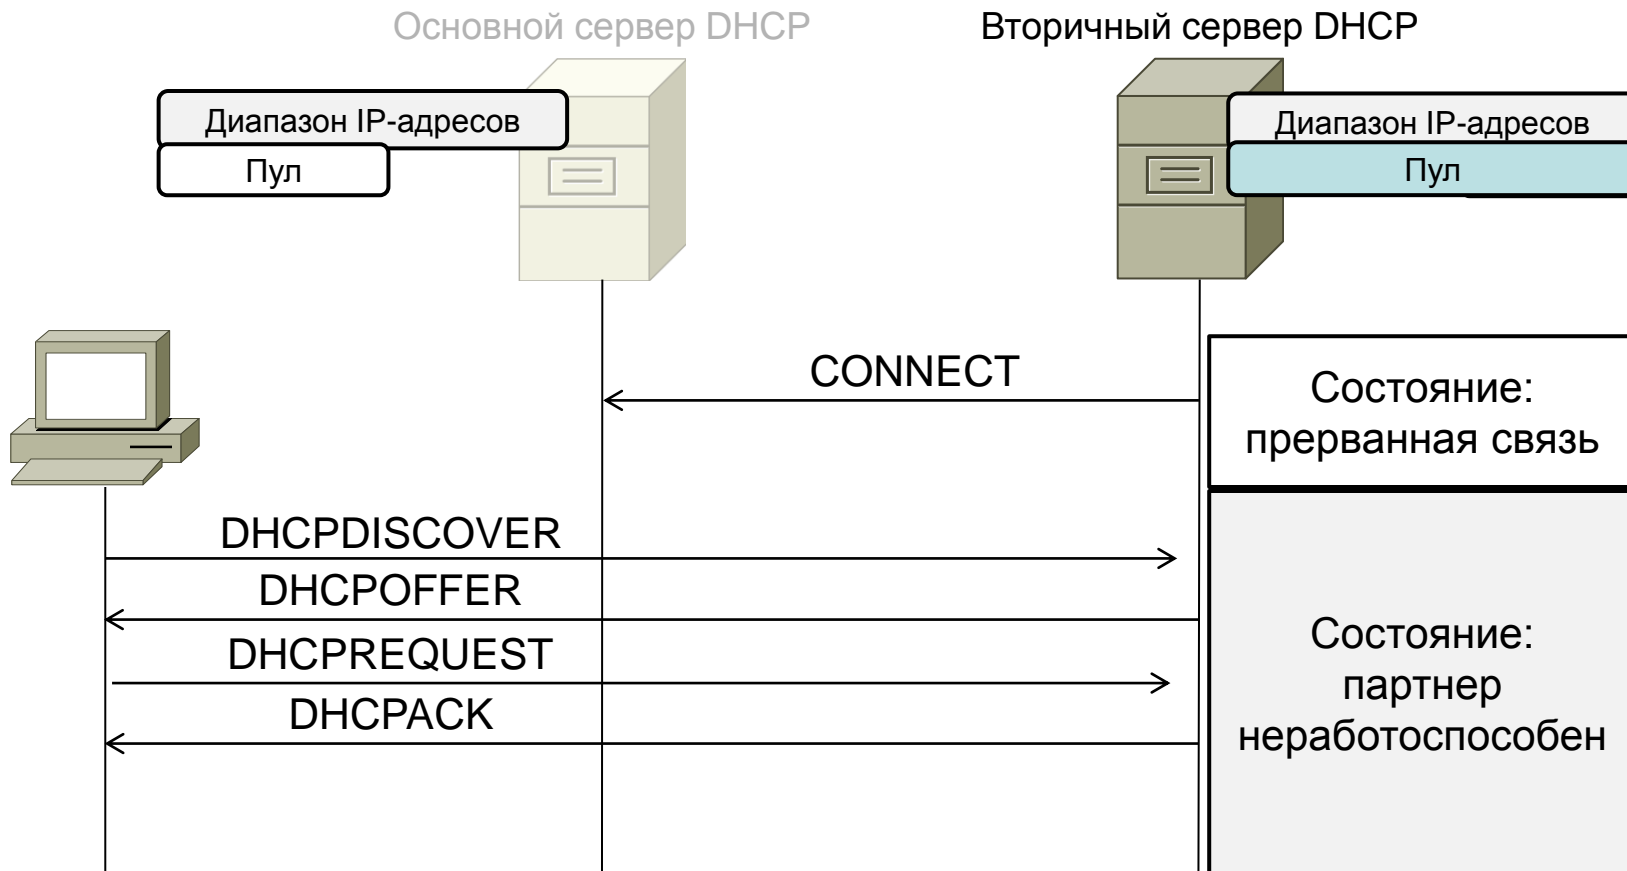 Основной сервер DHCP
Вторичный сервер DHCP
Диапазон IP-адресов
Пул
Диапазон IP-адресов
Пул
CONNECT
Состояние:
прерванная связь
DHCPDISCOVER
DHCPOFFER
DHCPREQUEST
DHCPACK
Состояние:
партнер
неработоспособен